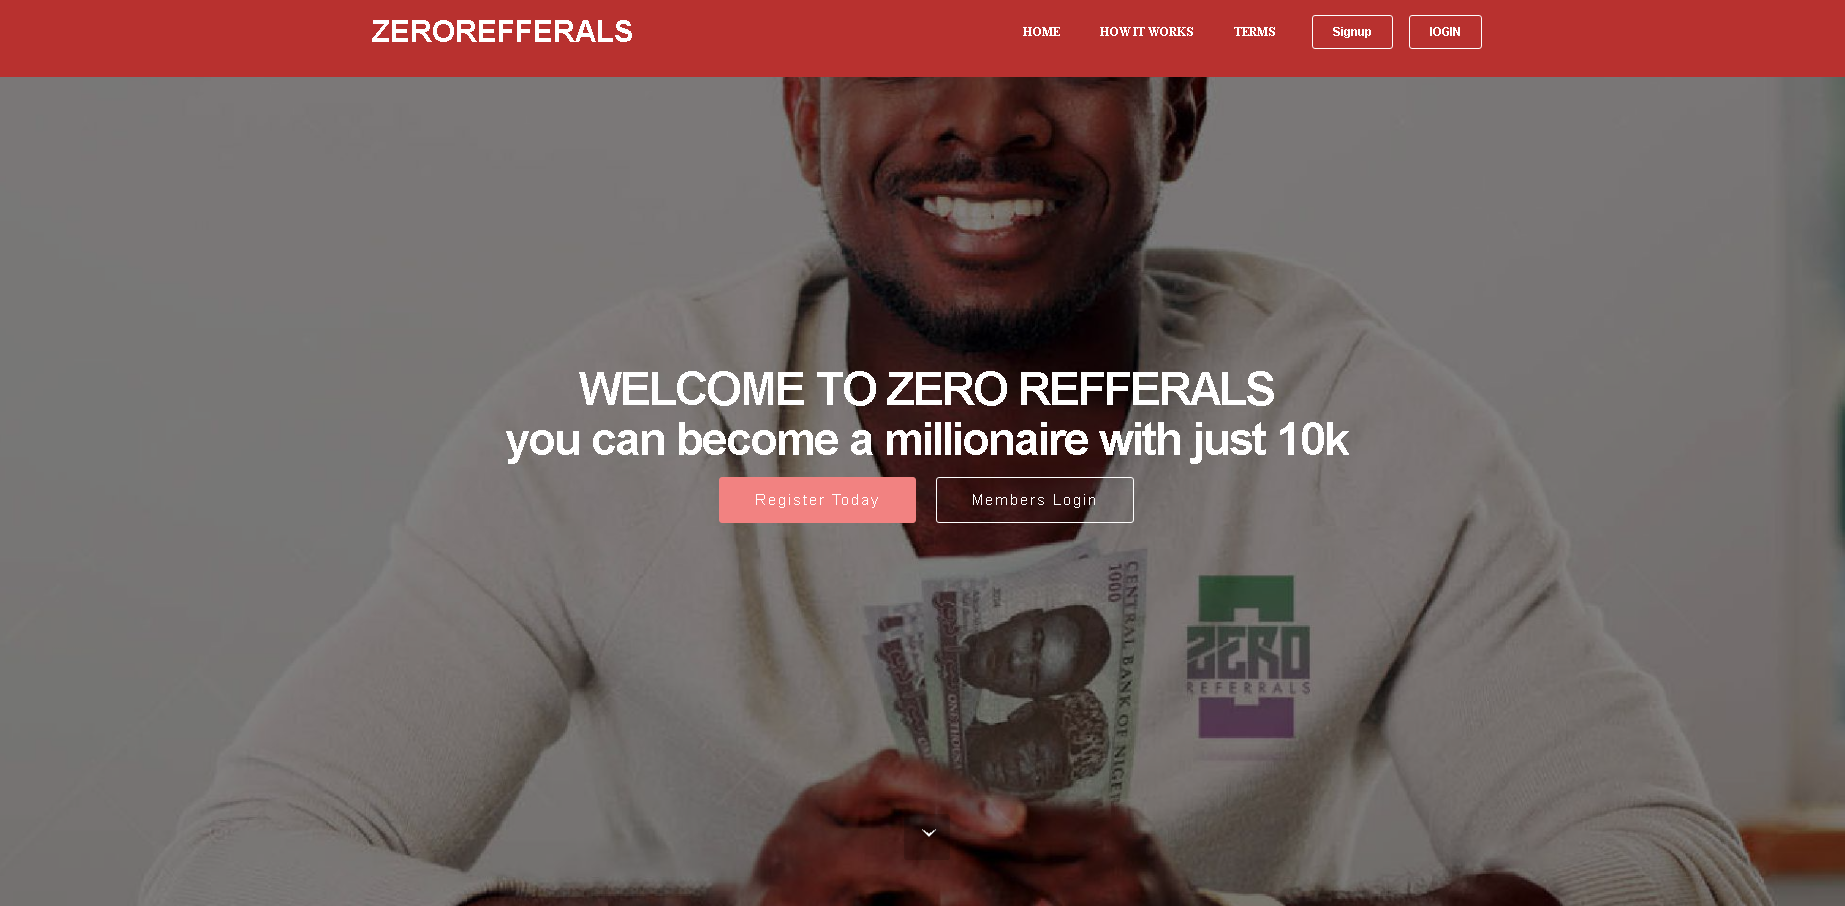 ZEROREFFERALS
HOME
HOW IT WORKS
TERMS
Signup
lOGIN
WELCOME TO ZERO REFFERALS
you can become a millionaire with just 10k
Register Today
Members Login
CENTRAL BANK OF NIGE
1000
ZERO
REFERRALS